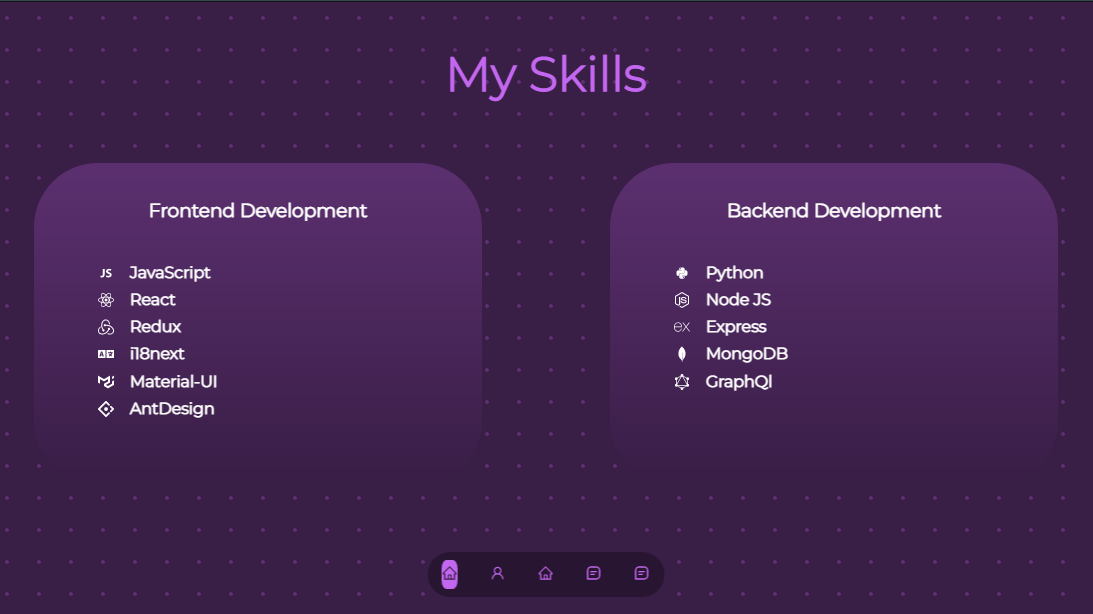 My Skills
Frontend Development
JS JavaScript
React
Redux
i18next
Material-UI
AntDesign
Backend Development
Python
JS Node JS
ex Express
MongoDB
GraphQl